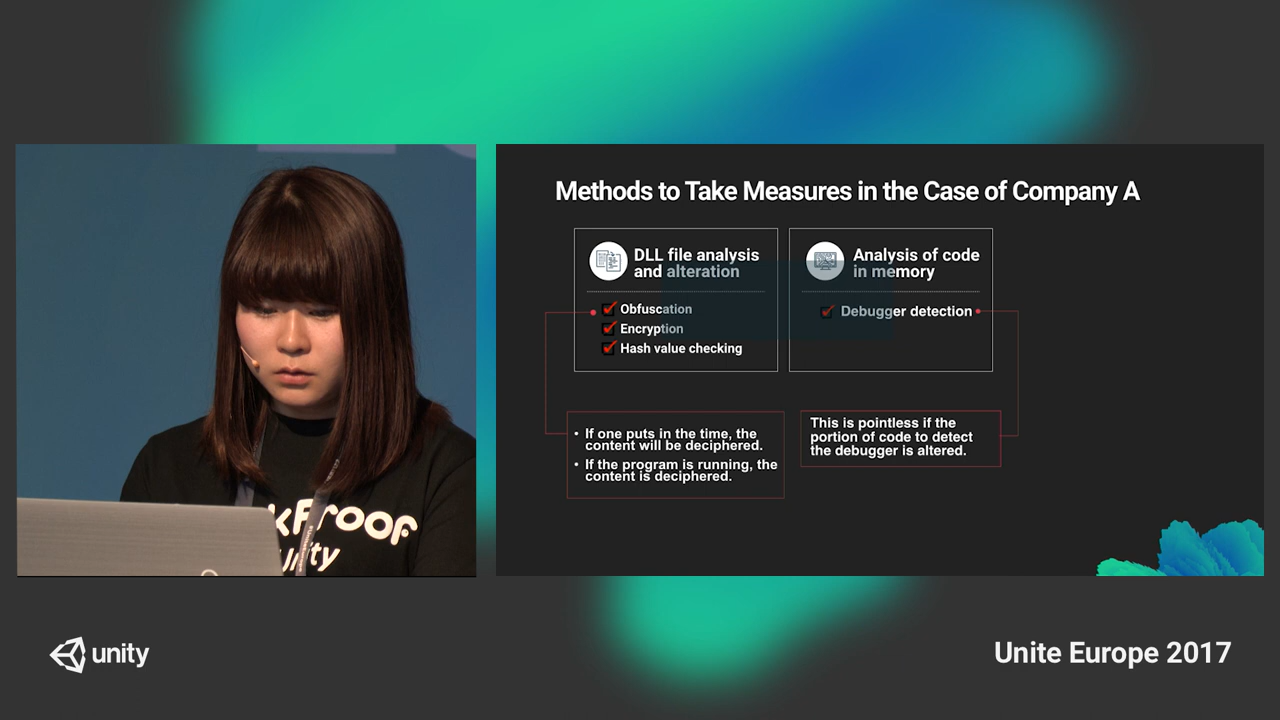 Methods to Take Measures in the Case of Company A
DLL file analysis
and alteration
Obfuscation
Encryption
Hash value checking
Analysis of code
in memory
Debugger detection
• If one puts in the time, the
content will be deciphered.
• If the program is running, the
content is deciphered.
This is pointless if the
portion of code to detect
the debugger is altered.
kProof
unity
unity
Unite Europe 2017